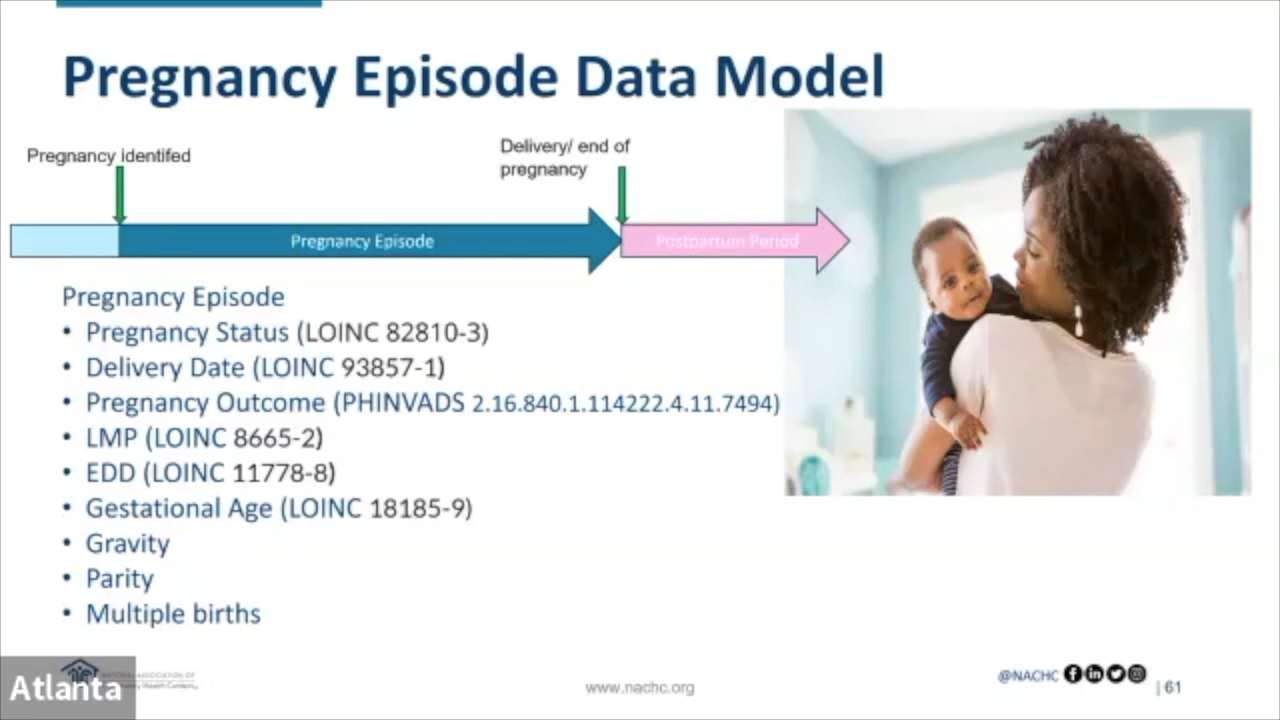 Pregnancy Episode Data Model
Pregnancy identifed
Delivery/ end of
pregnancy
Pregnancy Episode
Postpartum Period
Pregnancy Episode
• Pregnancy Status (LOINC 82810-3)
• Delivery Date (LOINC 93857-1)
• Pregnancy Outcome (PHINVADS 2.16.840.1.114222.4.11.7494)
• LMP (LOINC 8665-2)
• EDD (LOINC 11778-8)
• Gestational Age (LOINC 18185-9)
• Gravity
• Parity
• Multiple births
Atlanta
www.nachc.org
@NACHC
| 61